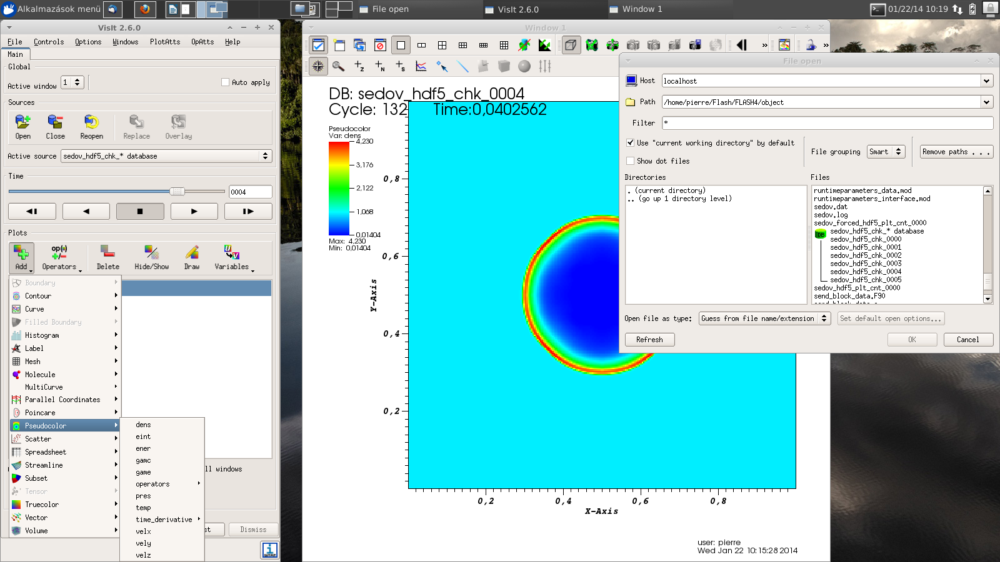 Alkalmazások menü
File open
VisIt 2.6.0
Window 1
01/22/14 10:19
VisIt 2.6.0
File Controls Options Windows PlotAtts OpAtts Help
Main
Global
Active window 1 Auto apply
Sources
Open Close Reopen Replace Overlay
Active source sedov_hdf5_chk_* database
Time
0004
Plots
op(·)
Add Operators Delete Hide/Show Draw Variables
Boundary
Contour
Curve
Filled Boundary
Histogram
Label
Mesh
Molecule
MultiCurve
Parallel Coordinates
Poincare
Pseudocolor
Scatter
Spreadsheet
Streamline
Subset
Tensor
Truecolor
Vector
Volume
dens
eint
ener
gamc
game
operators
pres
temp
time_derivative
velx
vely
velz
ll windows
st
Dismiss
Window 1
DB: sedov_hdf5_chk_0004
Cycle: 132 Time:0,0402562
Pseudocolor
Var: dens
4,230
3,176
2,122
1,068
0,01404
Max: 4,230
Min: 0,01404
0,8
0,6
0,4
0,2
Y-Axis
0,2 0,4 0,6 0,8
X-Axis
user: pierre
Wed Jan 22 10:15:28 2014
File open
Host localhost
Path /home/pierre/Flash/FLASH4/object
Filter *
Use "current working directory" by default
Show dot files
File grouping Smart
Remove paths . . .
Directories
. (current directory)
.. (go up 1 directory level)
Files
runtimeparameters_data.mod
runtimeparameters_interface.mod
sedov.dat
sedov.log
sedov_forced_hdf5_plt_cnt_0000
DB sedov_hdf5_chk_* database
sedov_hdf5_chk_0000
sedov_hdf5_chk_0001
sedov_hdf5_chk_0002
sedov_hdf5_chk_0003
sedov_hdf5_chk_0004
sedov_hdf5_chk_0005
sedov_hdf5_plt_cnt_0000
send_block_data.F90
Open file as type: Guess from file name/extension Set default open options...
Refresh OK Cancel